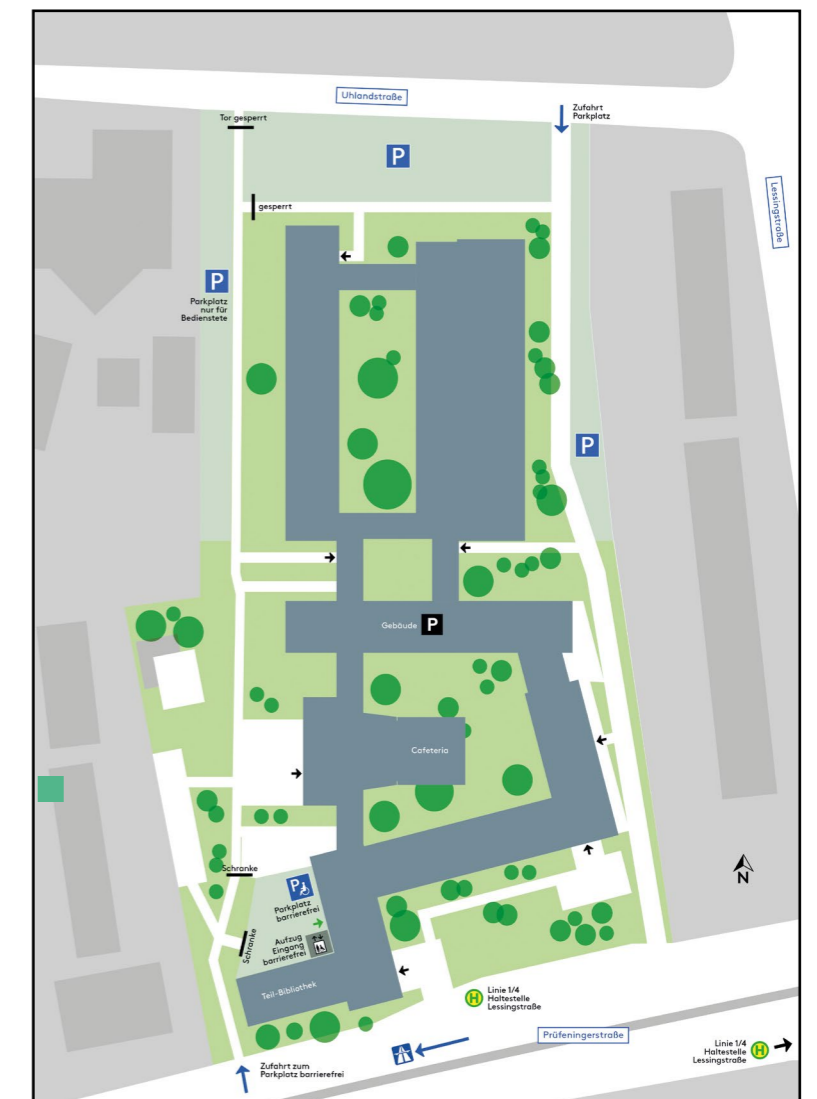 Uhlandstraße
Zufahrt
Parkplatz
Tor gesperrt
P
Lessingstraße
gesperrt
P
Parkplatz
nur für
Bedienstete
P
Gebäude P
Cafeteria
Schranke
P
Parkplatz
barrierefrei
Schranke
Aufzug
Eingang
barrierefrei
Teil-Bibliothek
N
H
Linie 1/4
Haltestelle
Lessingstraße
Prüfeningerstraße
Linie 1/4
Haltestelle
Lessingstraße
H
Zufahrt zum
Parkplatz barrierefrei